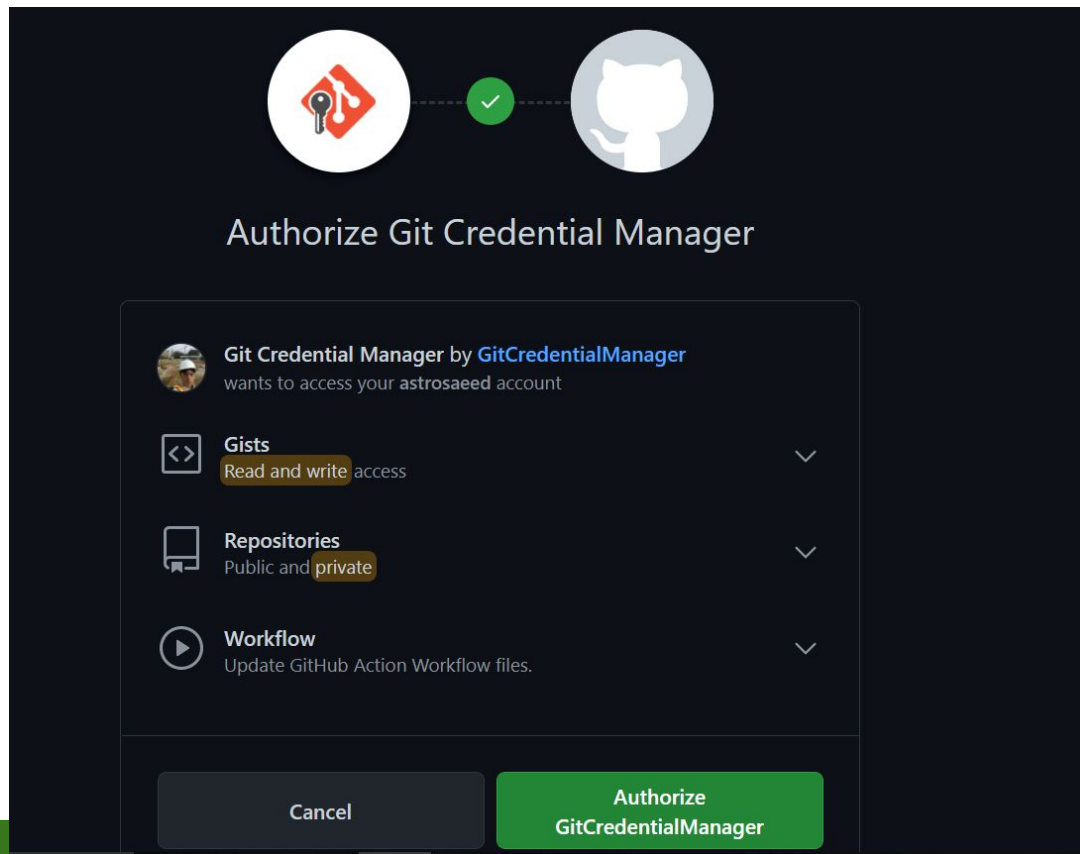 Authorize Git Credential Manager
Git Credential Manager by GitCredentialManager
wants to access your astrosaeed account
Gists
Read and write access
Repositories
Public and private
Workflow
Update GitHub Action Workflow files.
Cancel
Authorize
GitCredentialManager